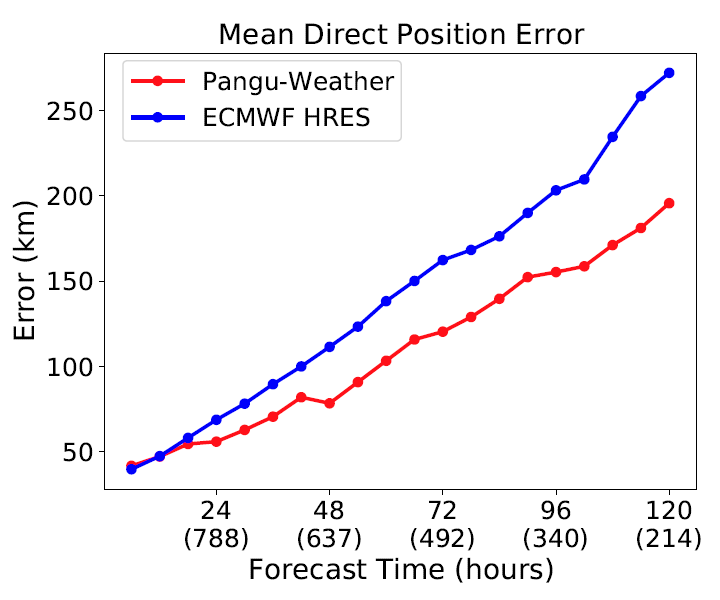 Mean Direct Position Error
Pangu-Weather
ECMWF HRES
Error (km)
250
200
150
100
50
24 48 72 96 120
(788) (637) (492) (340) (214)
Forecast Time (hours)